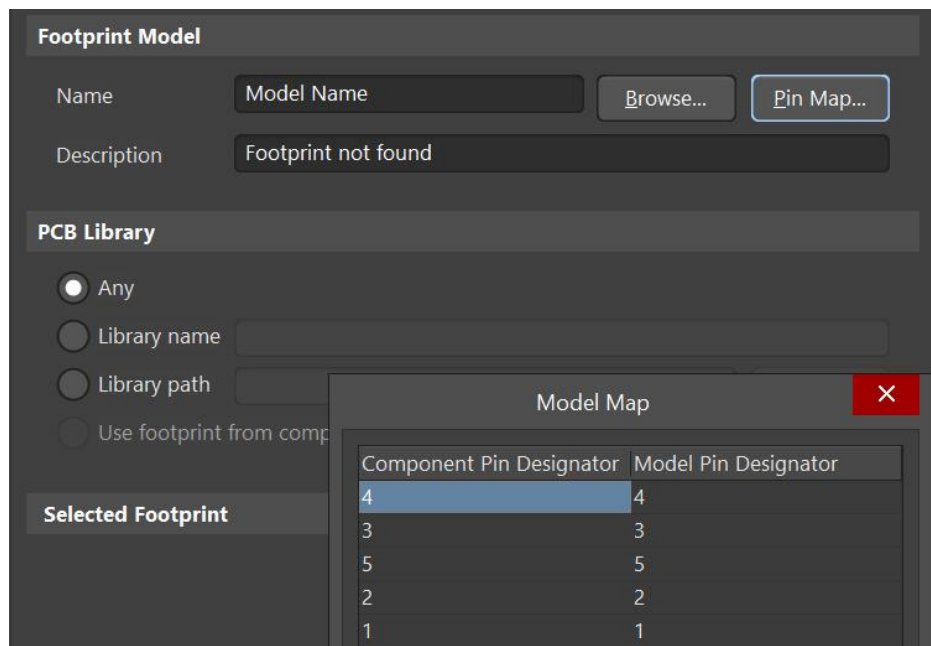 Footprint Model
Name Model Name Browse... Pin Map...
Description Footprint not found
PCB Library
Any
Library name
Library path
Use footprint from comp
Model Map
Component Pin Designator Model Pin Designator
4 4
Selected Footprint
3 3
5 5
2 2
1 1